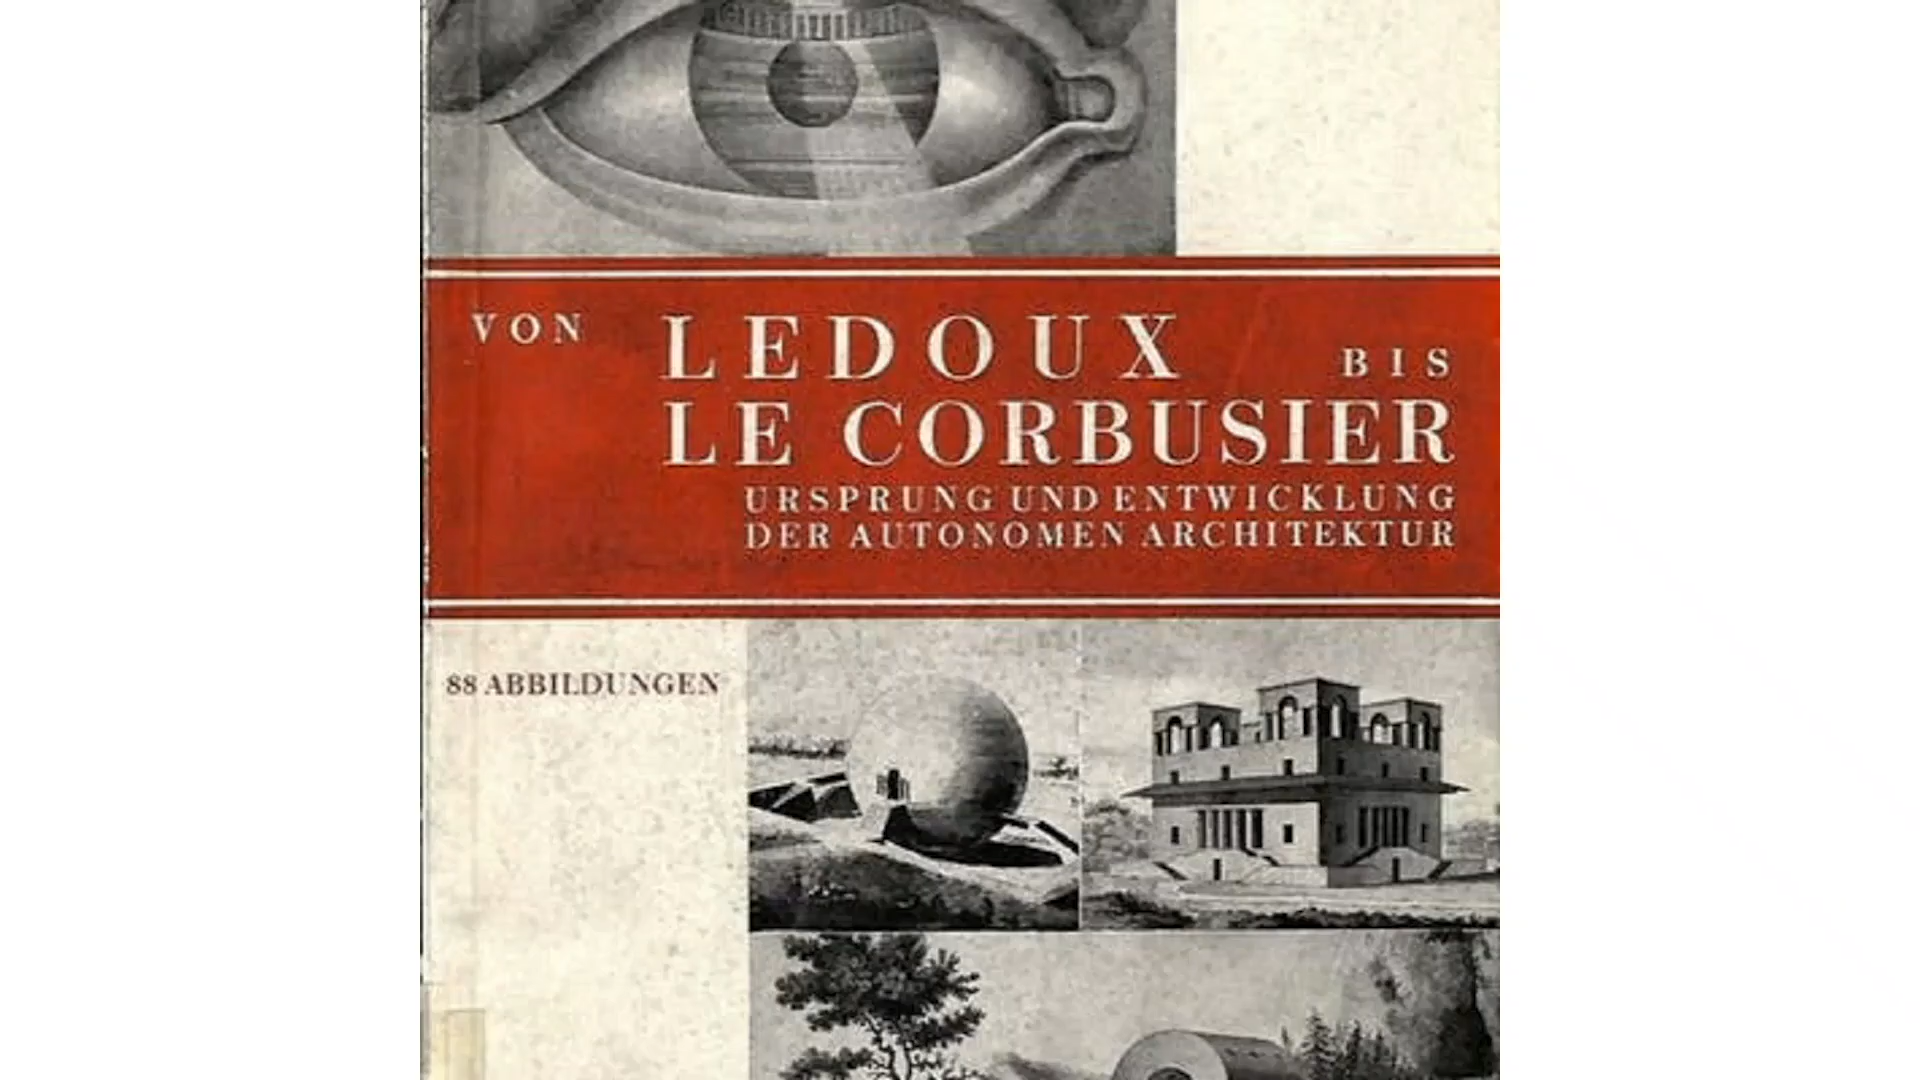 VON LEDOUX BIS
LE CORBUSIER
URSPRUNG UND ENTWICKLUNG
DER AUTONOMEN ARCHITEKTUR
88 ABBILDUNGEN